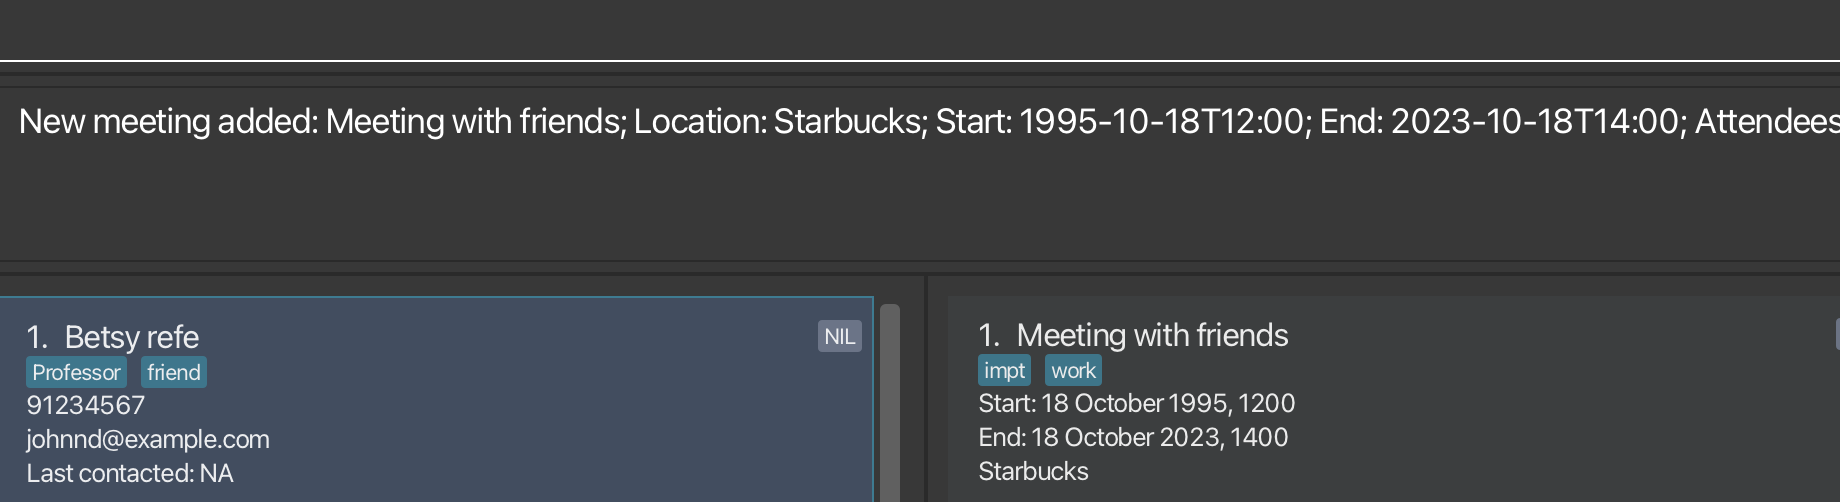 New meeting added: Meeting with friends; Location: Starbucks; Start: 1995-10-18T12:00; End: 2023-10-18T14:00; Attendees
1. Betsy refe
NIL
Professor friend
91234567
johnnd@example.com
Last contacted: NA
1. Meeting with friends
impt work
Start: 18 October 1995, 1200
End: 18 October 2023, 1400
Starbucks